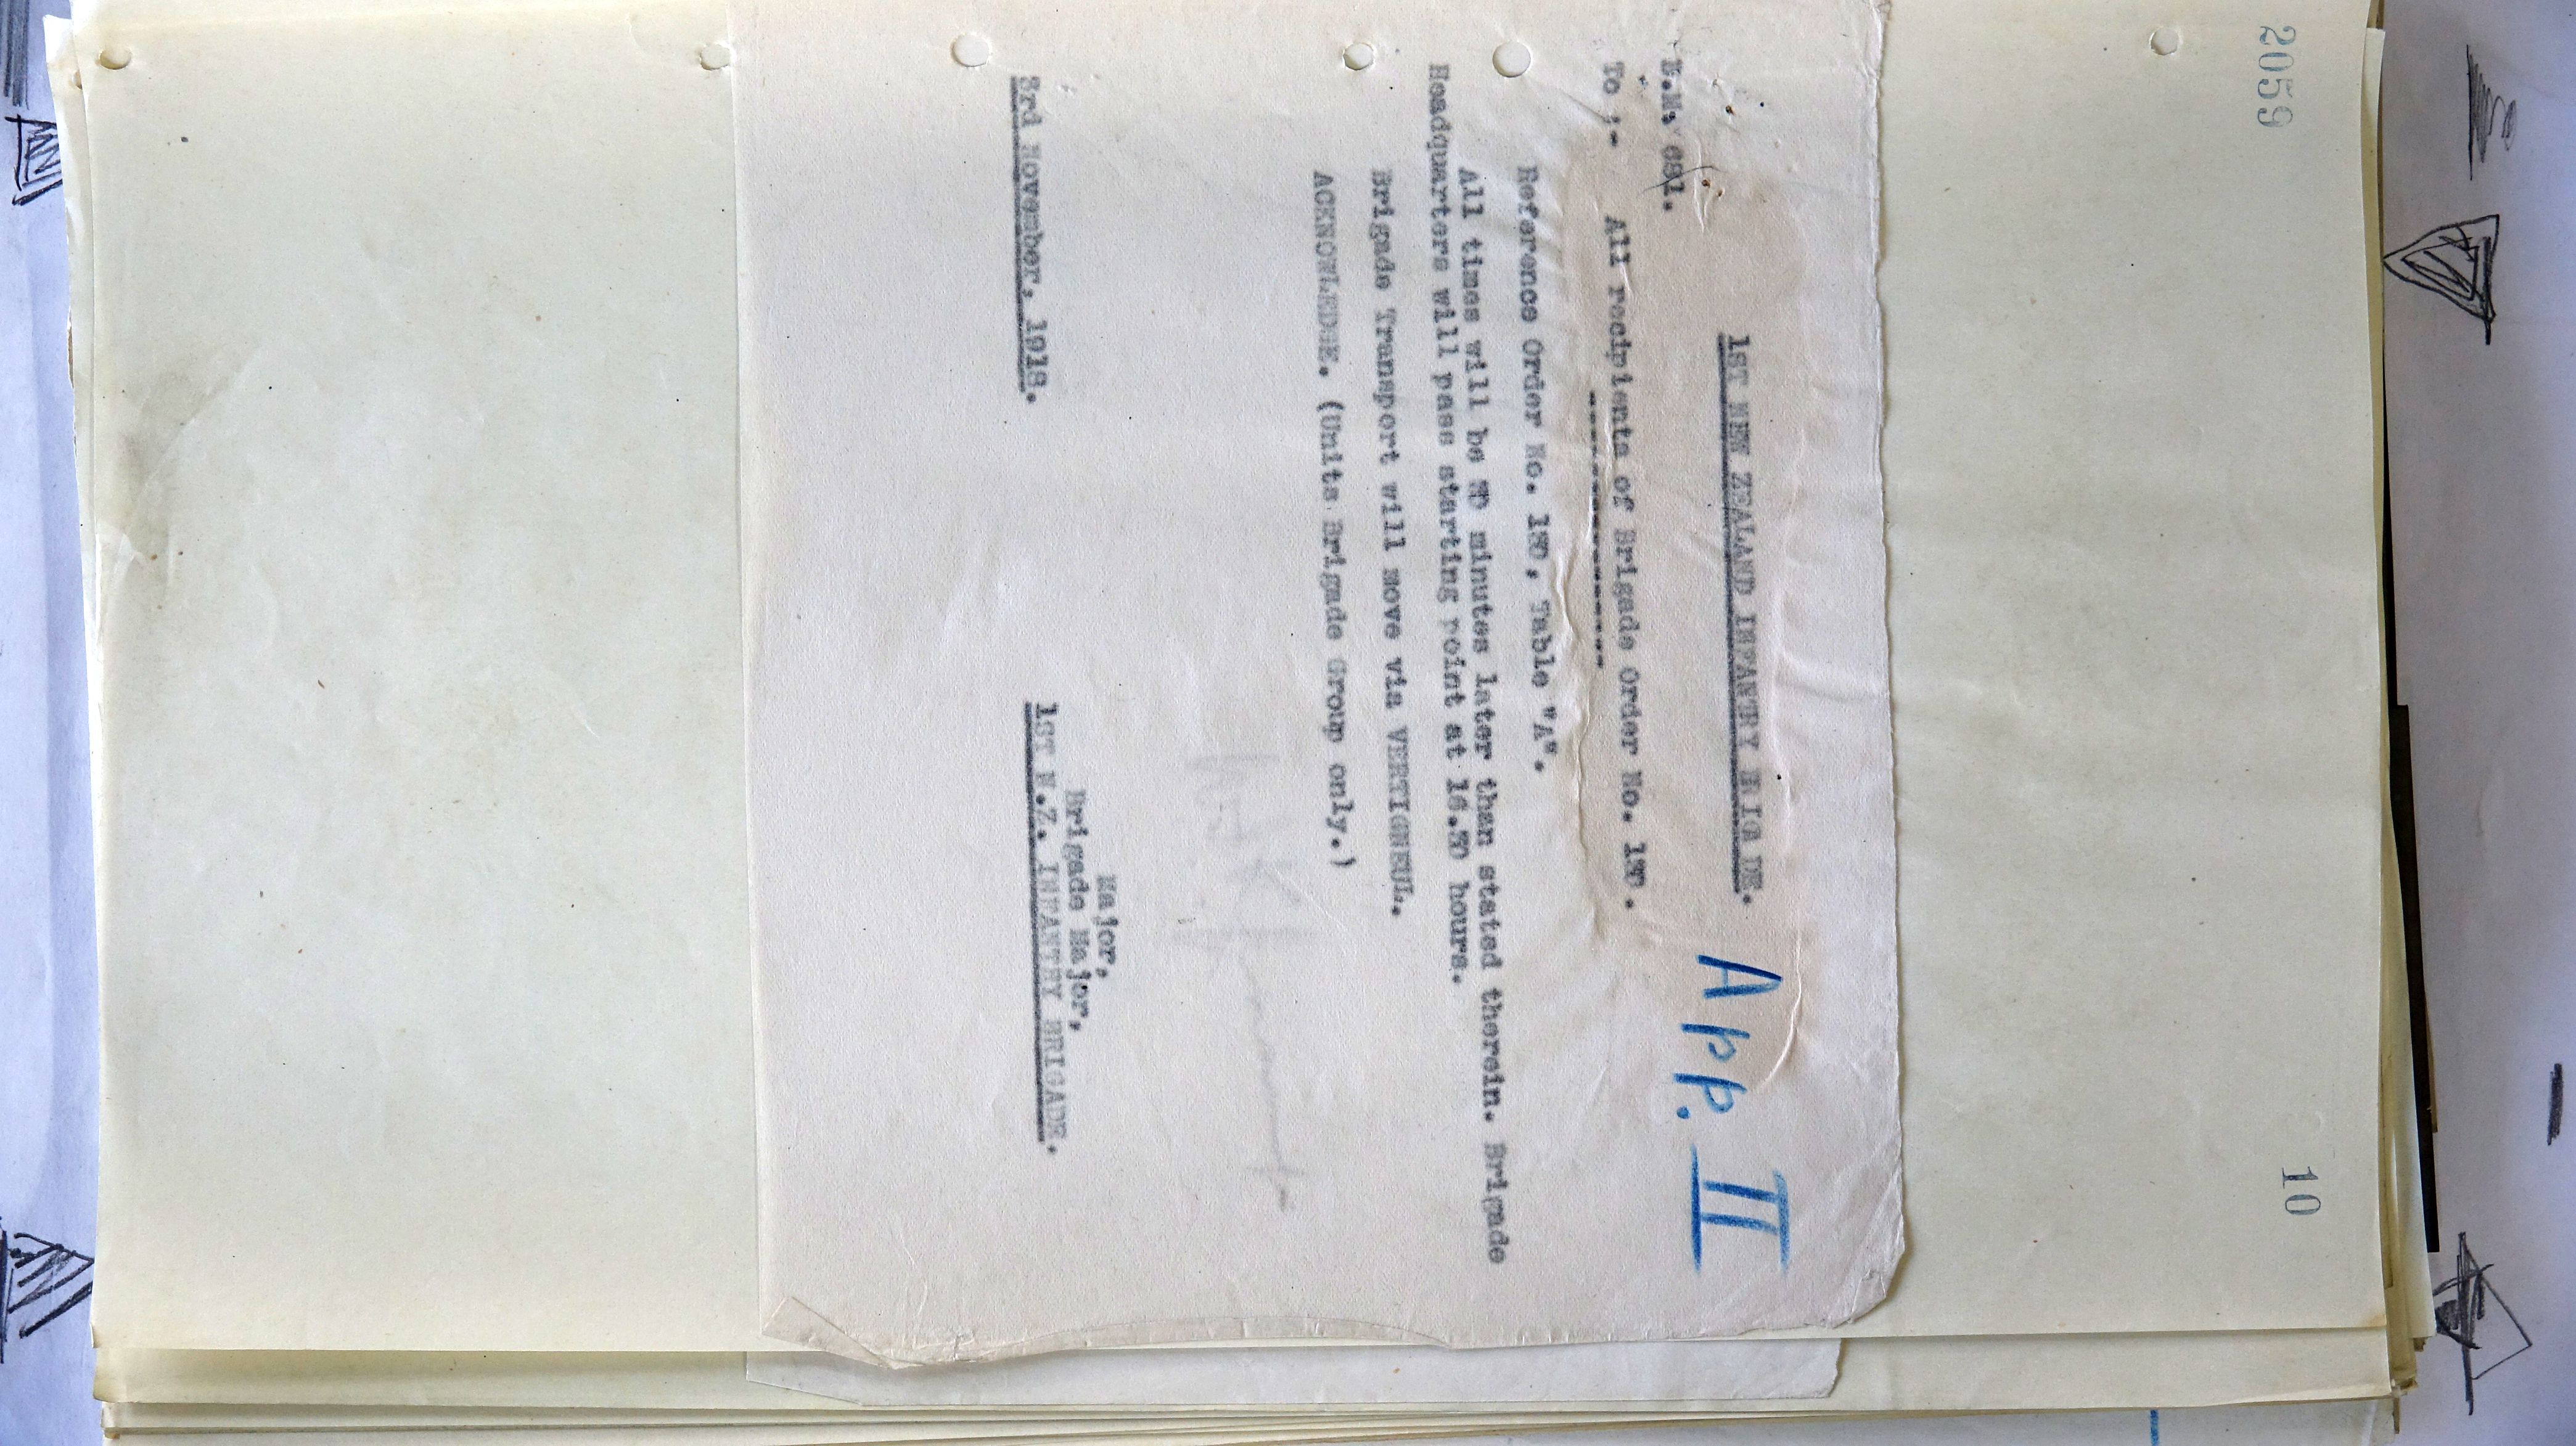 2059
10
1ST NEW ZEALAND INFANTRY BRIGADE.
App. II
B.M. 681.
To :- All recipients of Brigade Order No. 180.
Reference Order No. 180, Table "A".
All times will be 30 minutes later than stated therein. Brigade
Headquarters will pass starting point at 16.30 hours.
Brigade Transport will move via VERTIGNEUL.
ACKNOWLEDGE. (Units Brigade Group only.)
Major,
Brigade Major,
3rd November, 1918.
1ST N.Z. INFANTRY BRIGADE.